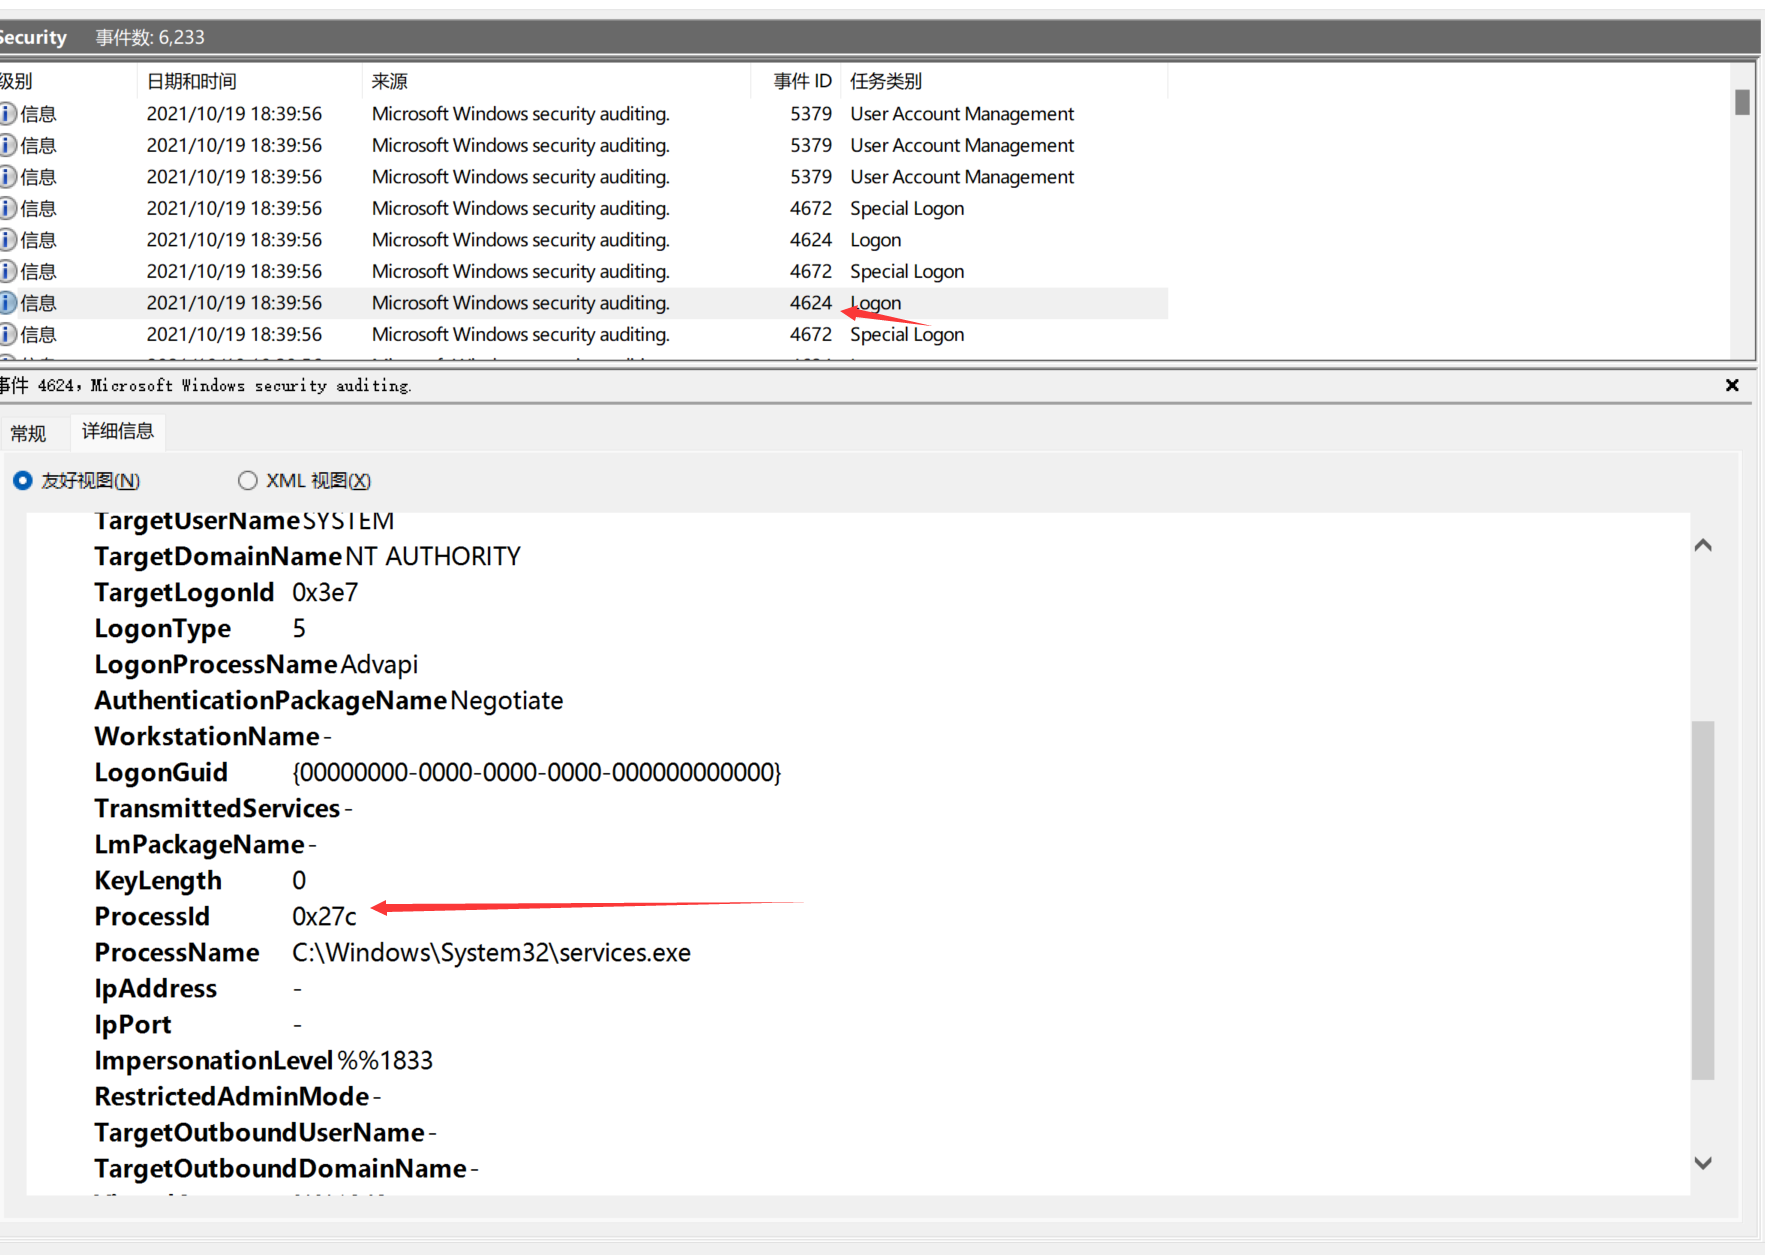 Security 事件数: 6,233
级别 日期和时间 来源 事件 ID 任务类别
信息 2021/10/19 18:39:56 Microsoft Windows security auditing. 5379 User Account Management
信息 2021/10/19 18:39:56 Microsoft Windows security auditing. 5379 User Account Management
信息 2021/10/19 18:39:56 Microsoft Windows security auditing. 5379 User Account Management
信息 2021/10/19 18:39:56 Microsoft Windows security auditing. 4672 Special Logon
信息 2021/10/19 18:39:56 Microsoft Windows security auditing. 4624 Logon
信息 2021/10/19 18:39:56 Microsoft Windows security auditing. 4672 Special Logon
信息 2021/10/19 18:39:56 Microsoft Windows security auditing. 4624 Logon
信息 2021/10/19 18:39:56 Microsoft Windows security auditing. 4672 Special Logon
事件 4624, Microsoft Windows security auditing.
常规 详细信息
友好视图(N) XML 视图(X)
TargetUserName SYSTEM
TargetDomainName NT AUTHORITY
TargetLogonId 0x3e7
LogonType 5
LogonProcessName Advapi
AuthenticationPackageName Negotiate
WorkstationName -
LogonGuid {00000000-0000-0000-0000-000000000000}
TransmittedServices -
LmPackageName -
KeyLength 0
ProcessId 0x27c
ProcessName C:\Windows\System32\services.exe
IpAddress -
IpPort -
ImpersonationLevel %%1833
RestrictedAdminMode -
TargetOutboundUserName -
TargetOutboundDomainName -